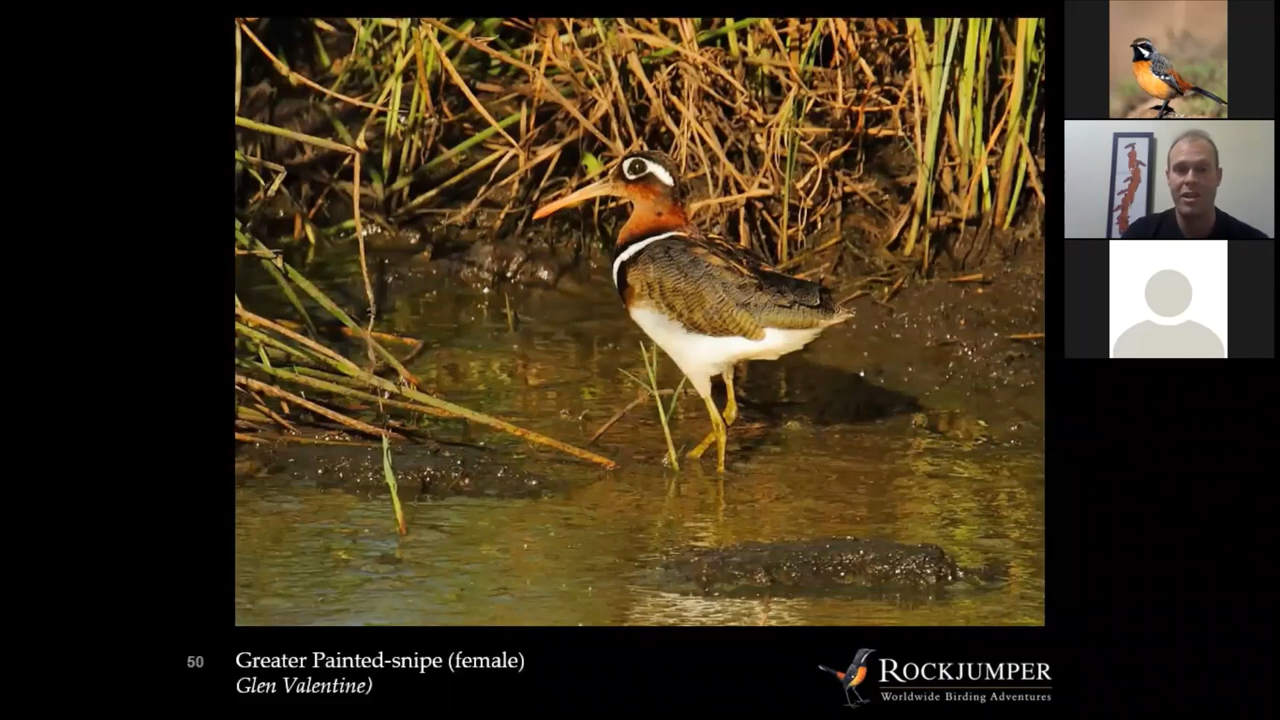 50
Greater Painted-snipe (female)
Glen Valentine)
ROCKJUMPER
Worldwide Birding Adventures